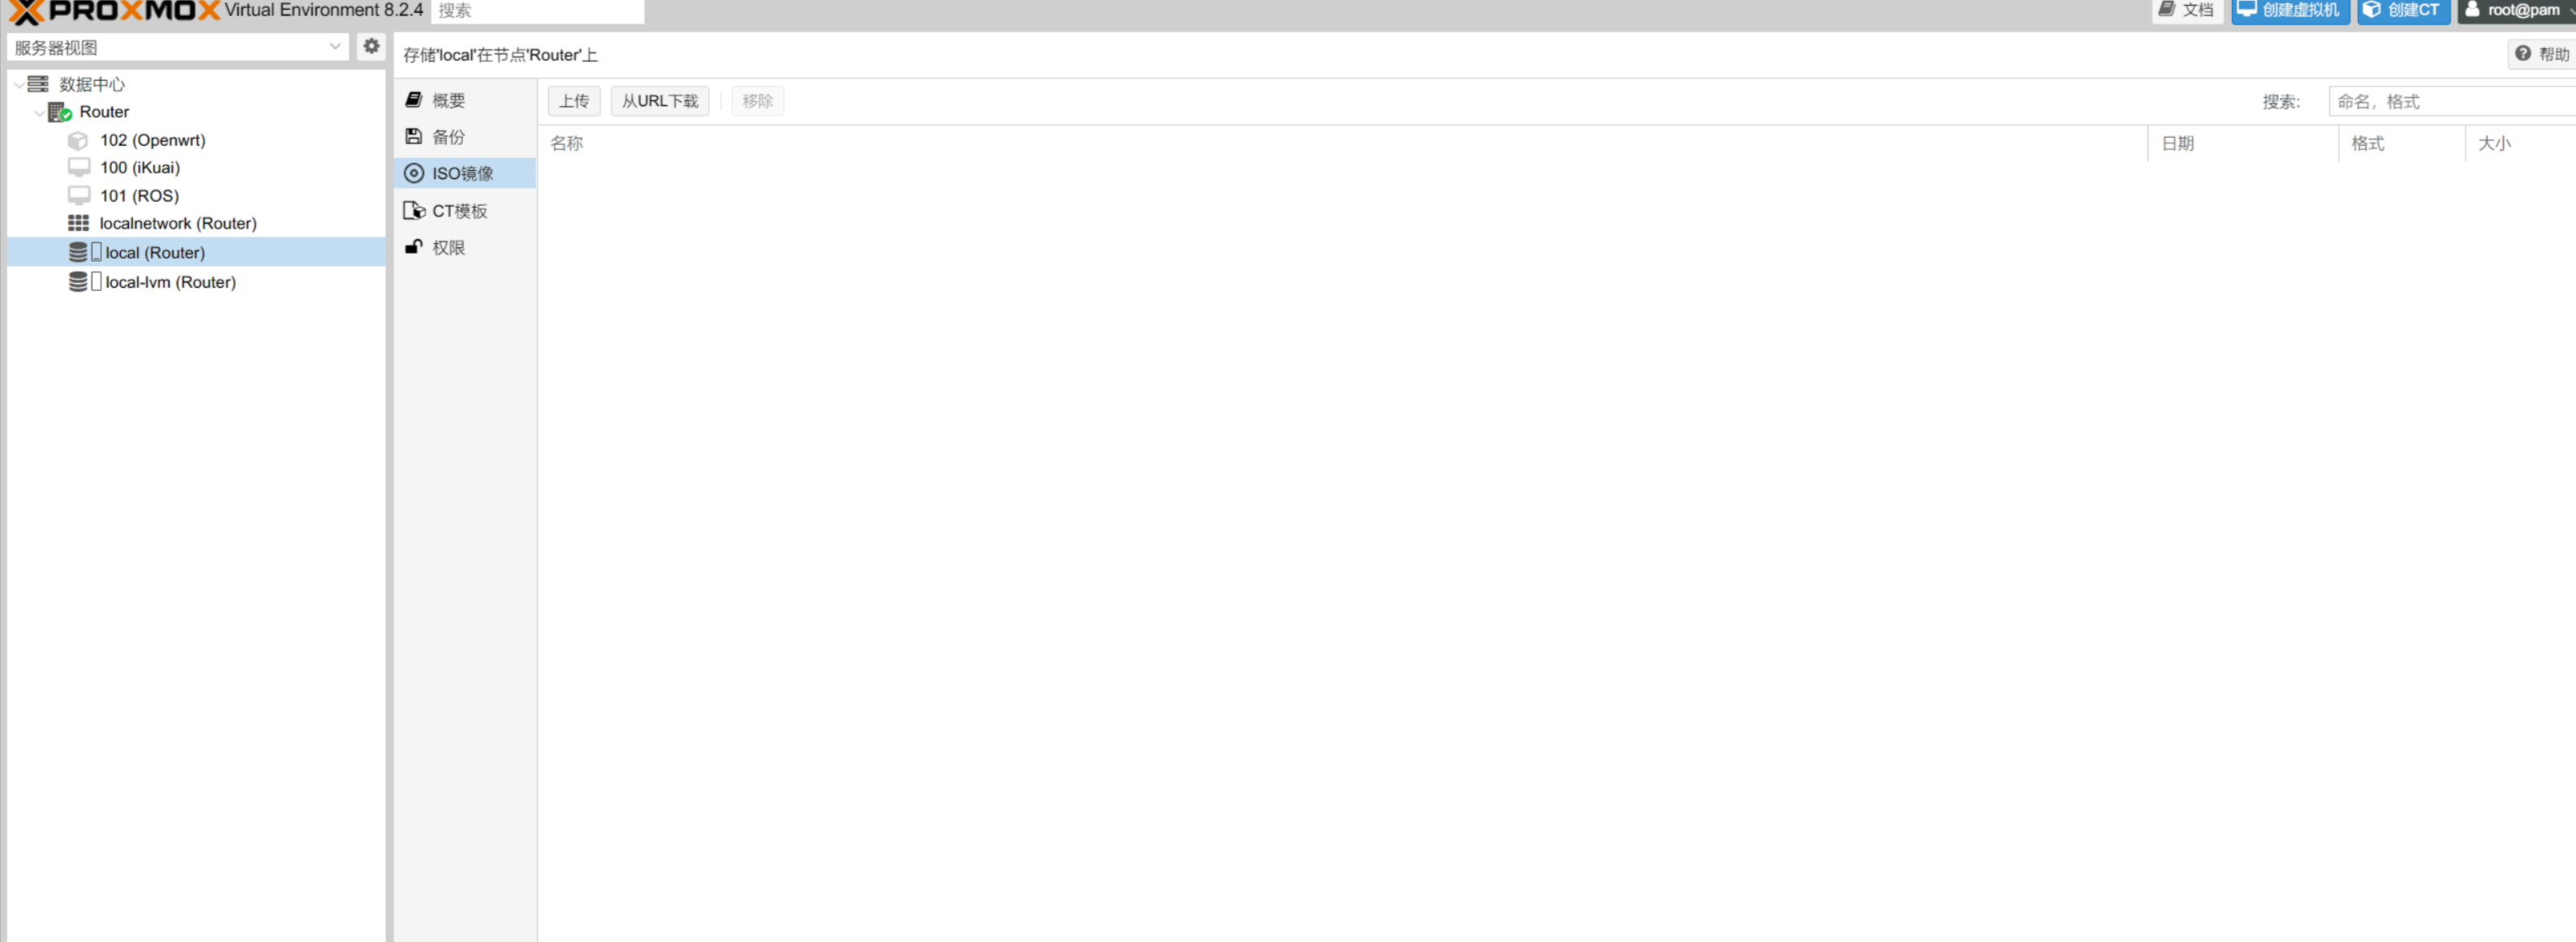 PROXMOX Virtual Environment 8.2.4 搜索 文档 创建虚拟机 创建CT root@pam
服务器视图
存储'local'在节点'Router'上 帮助
数据中心
Router
102 (Openwrt)
100 (iKuai)
101 (ROS)
localnetwork (Router)
local (Router)
local-lvm (Router)
概要
备份
ISO镜像
CT模板
权限
上传 从URL下载 移除 搜索: 命名，格式
名称 日期 格式 大小